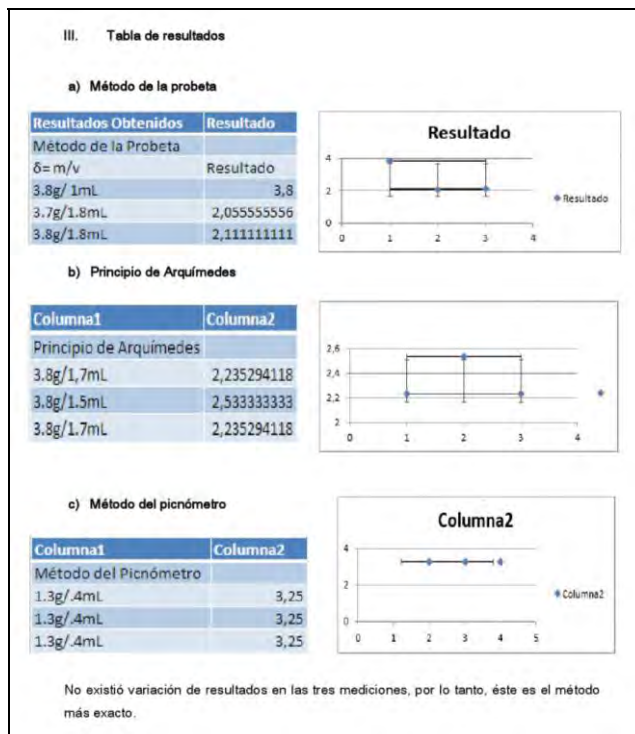 III. Tabla de resultados
a) Método de la probeta
Resultados Obtenidos Resultado
Método de la Probeta
δ= m/v Resultado
3.8g/ 1mL 3,8
3.7g/1.8mL 2,055555556
3.8g/1.8mL 2,111111111
Resultado
4
2
0
0 1 2 3 4
Resultado
b) Principio de Arquímedes
Columna1 Columna2
Principio de Arquímedes
3.8g/1,7mL 2,235294118
3.8g/1.5mL 2,533333333
3.8g/1.7mL 2,235294118
2,6
2,4
2,2
2
0 1 2 3 4
c) Método del picnómetro
Columna1 Columna2
Método del Picnómetro
1.3g/.4mL 3,25
1.3g/.4mL 3,25
1.3g/.4mL 3,25
Columna2
4
2
0
0 1 2 3 4 5
Columna2
No existió variación de resultados en las tres mediciones, por lo tanto, éste es el método
más exacto.